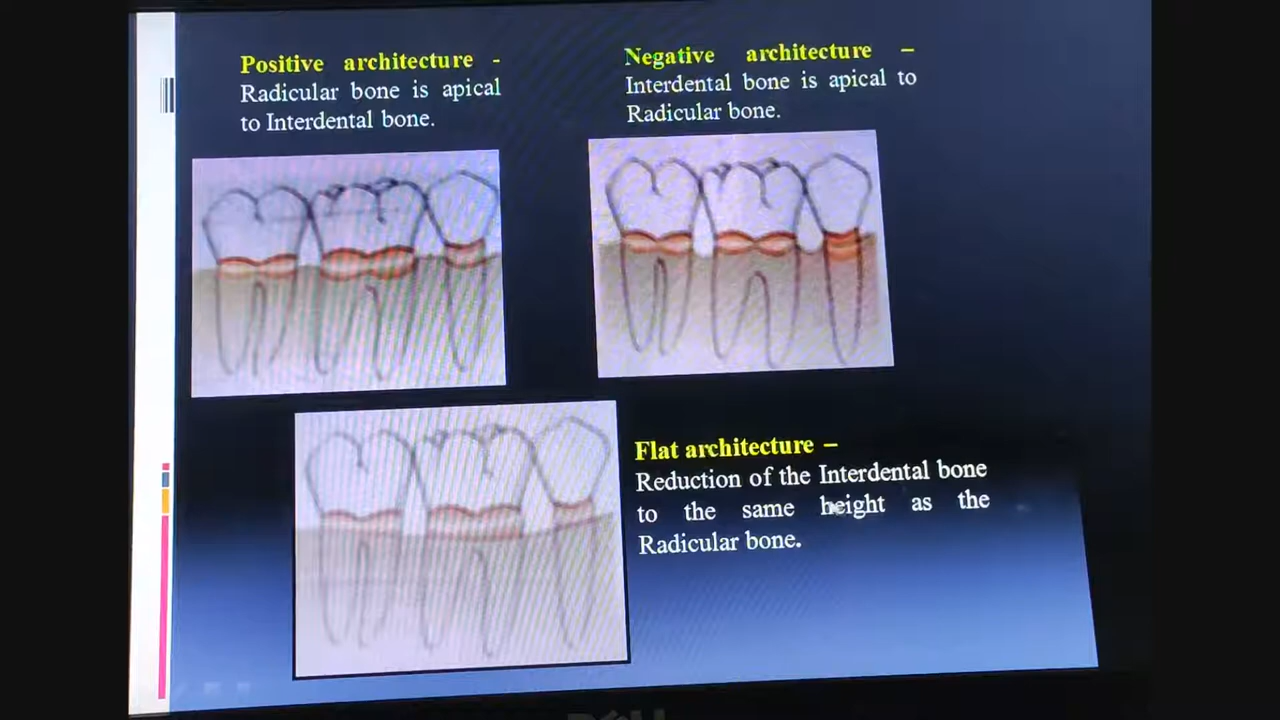 Positive architecture -
Radicular bone is apical
to Interdental bone.
Negative architecture –
Interdental bone is apical to
Radicular bone.
Flat architecture –
Reduction of the Interdental bone
to the same height as the
Radicular bone.
DELL